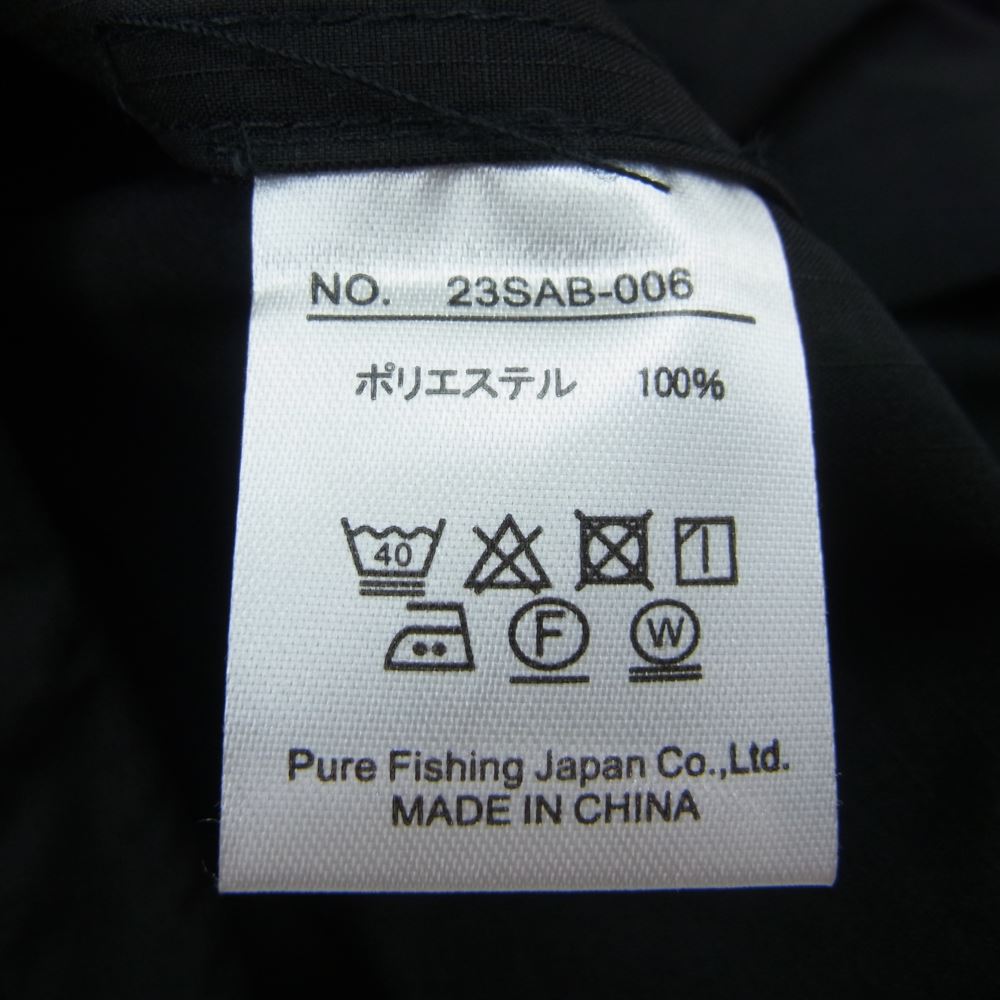 NO. 23SAB-006
ポリエステル 100%
40
F W
Pure Fishing Japan Co.,Ltd.
MADE IN CHINA